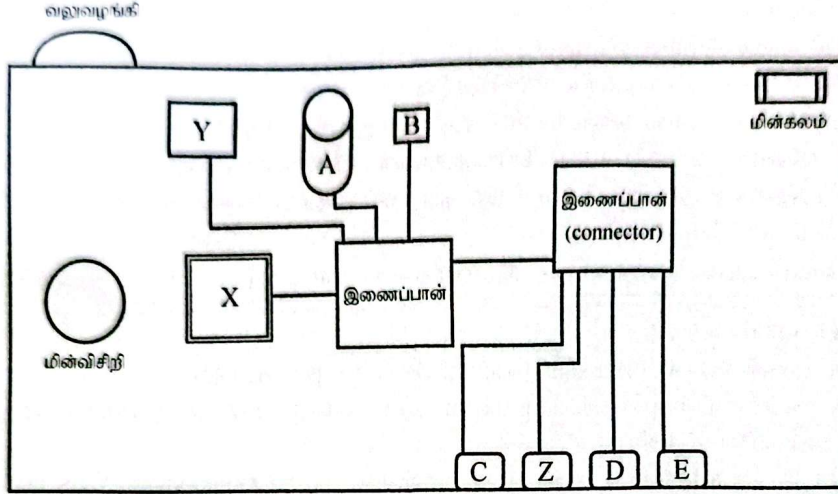 வலுவழங்கி
Y
A
B
மின்கலம்
இணைப்பான்
(connector)
X
இணைப்பான்
மின்விசிறி
C
Z
D
E